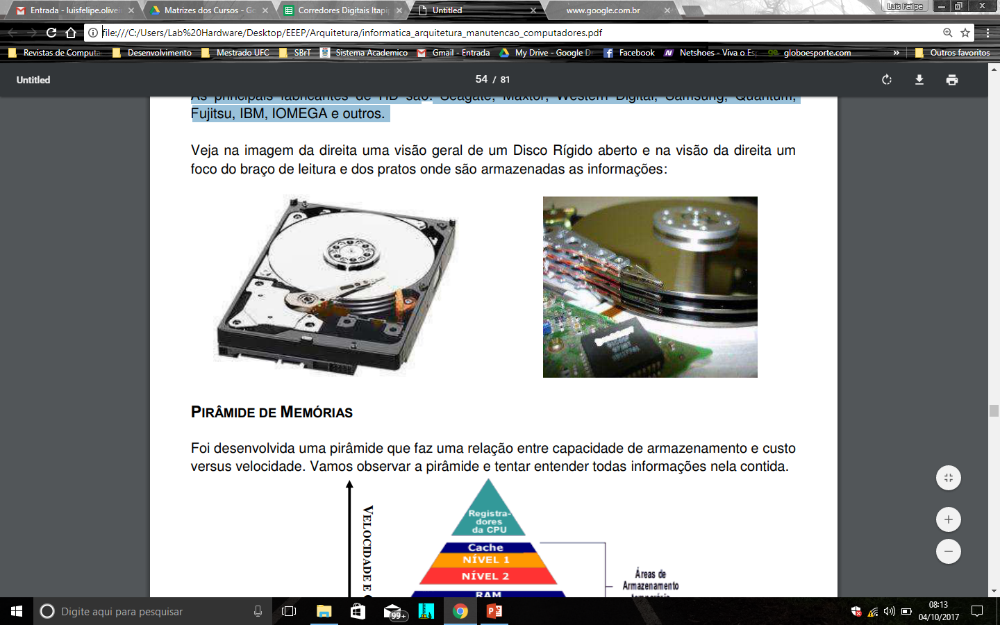 Entrada - luisfelipe.olivei
Matrizes dos Cursos - Go
Corredores Digitais Itapip
Untitled
www.google.com.br
Luis Felipe
file:///C:/Users/Lab%20Hardware/Desktop/EEEP/Arquitetura/informatica_arquitetura_manutencao_computadores.pdf
Revistas de Computa
Desenvolvimento
Mestrado UFC
SBrT
Sistema Academico
Gmail - Entrada
My Drive - Google Dr
Facebook
Netshoes - Viva o Esp
globoesporte.com
»
Outros favoritos
Untitled
54 / 81
As principais fabricantes de HD são: Seagate, Maxtor, Western Digital, Samsung, Quantum,
Fujitsu, IBM, IOMEGA e outros.
Veja na imagem da direita uma visão geral de um Disco Rígido aberto e na visão da direita um
foco do braço de leitura e dos pratos onde são armazenadas as informações:
PIRÂMIDE DE MEMÓRIAS
Foi desenvolvida uma pirâmide que faz uma relação entre capacidade de armazenamento e custo
versus velocidade. Vamos observar a pirâmide e tentar entender todas informações nela contida.
VELOCIDADE E
Registra-
dores
da CPU
Cache
NÍVEL 1
NÍVEL 2
RAM
Áreas de
Armazenamento
temporário
Digite aqui para pesquisar
99+
08:13
04/10/2017